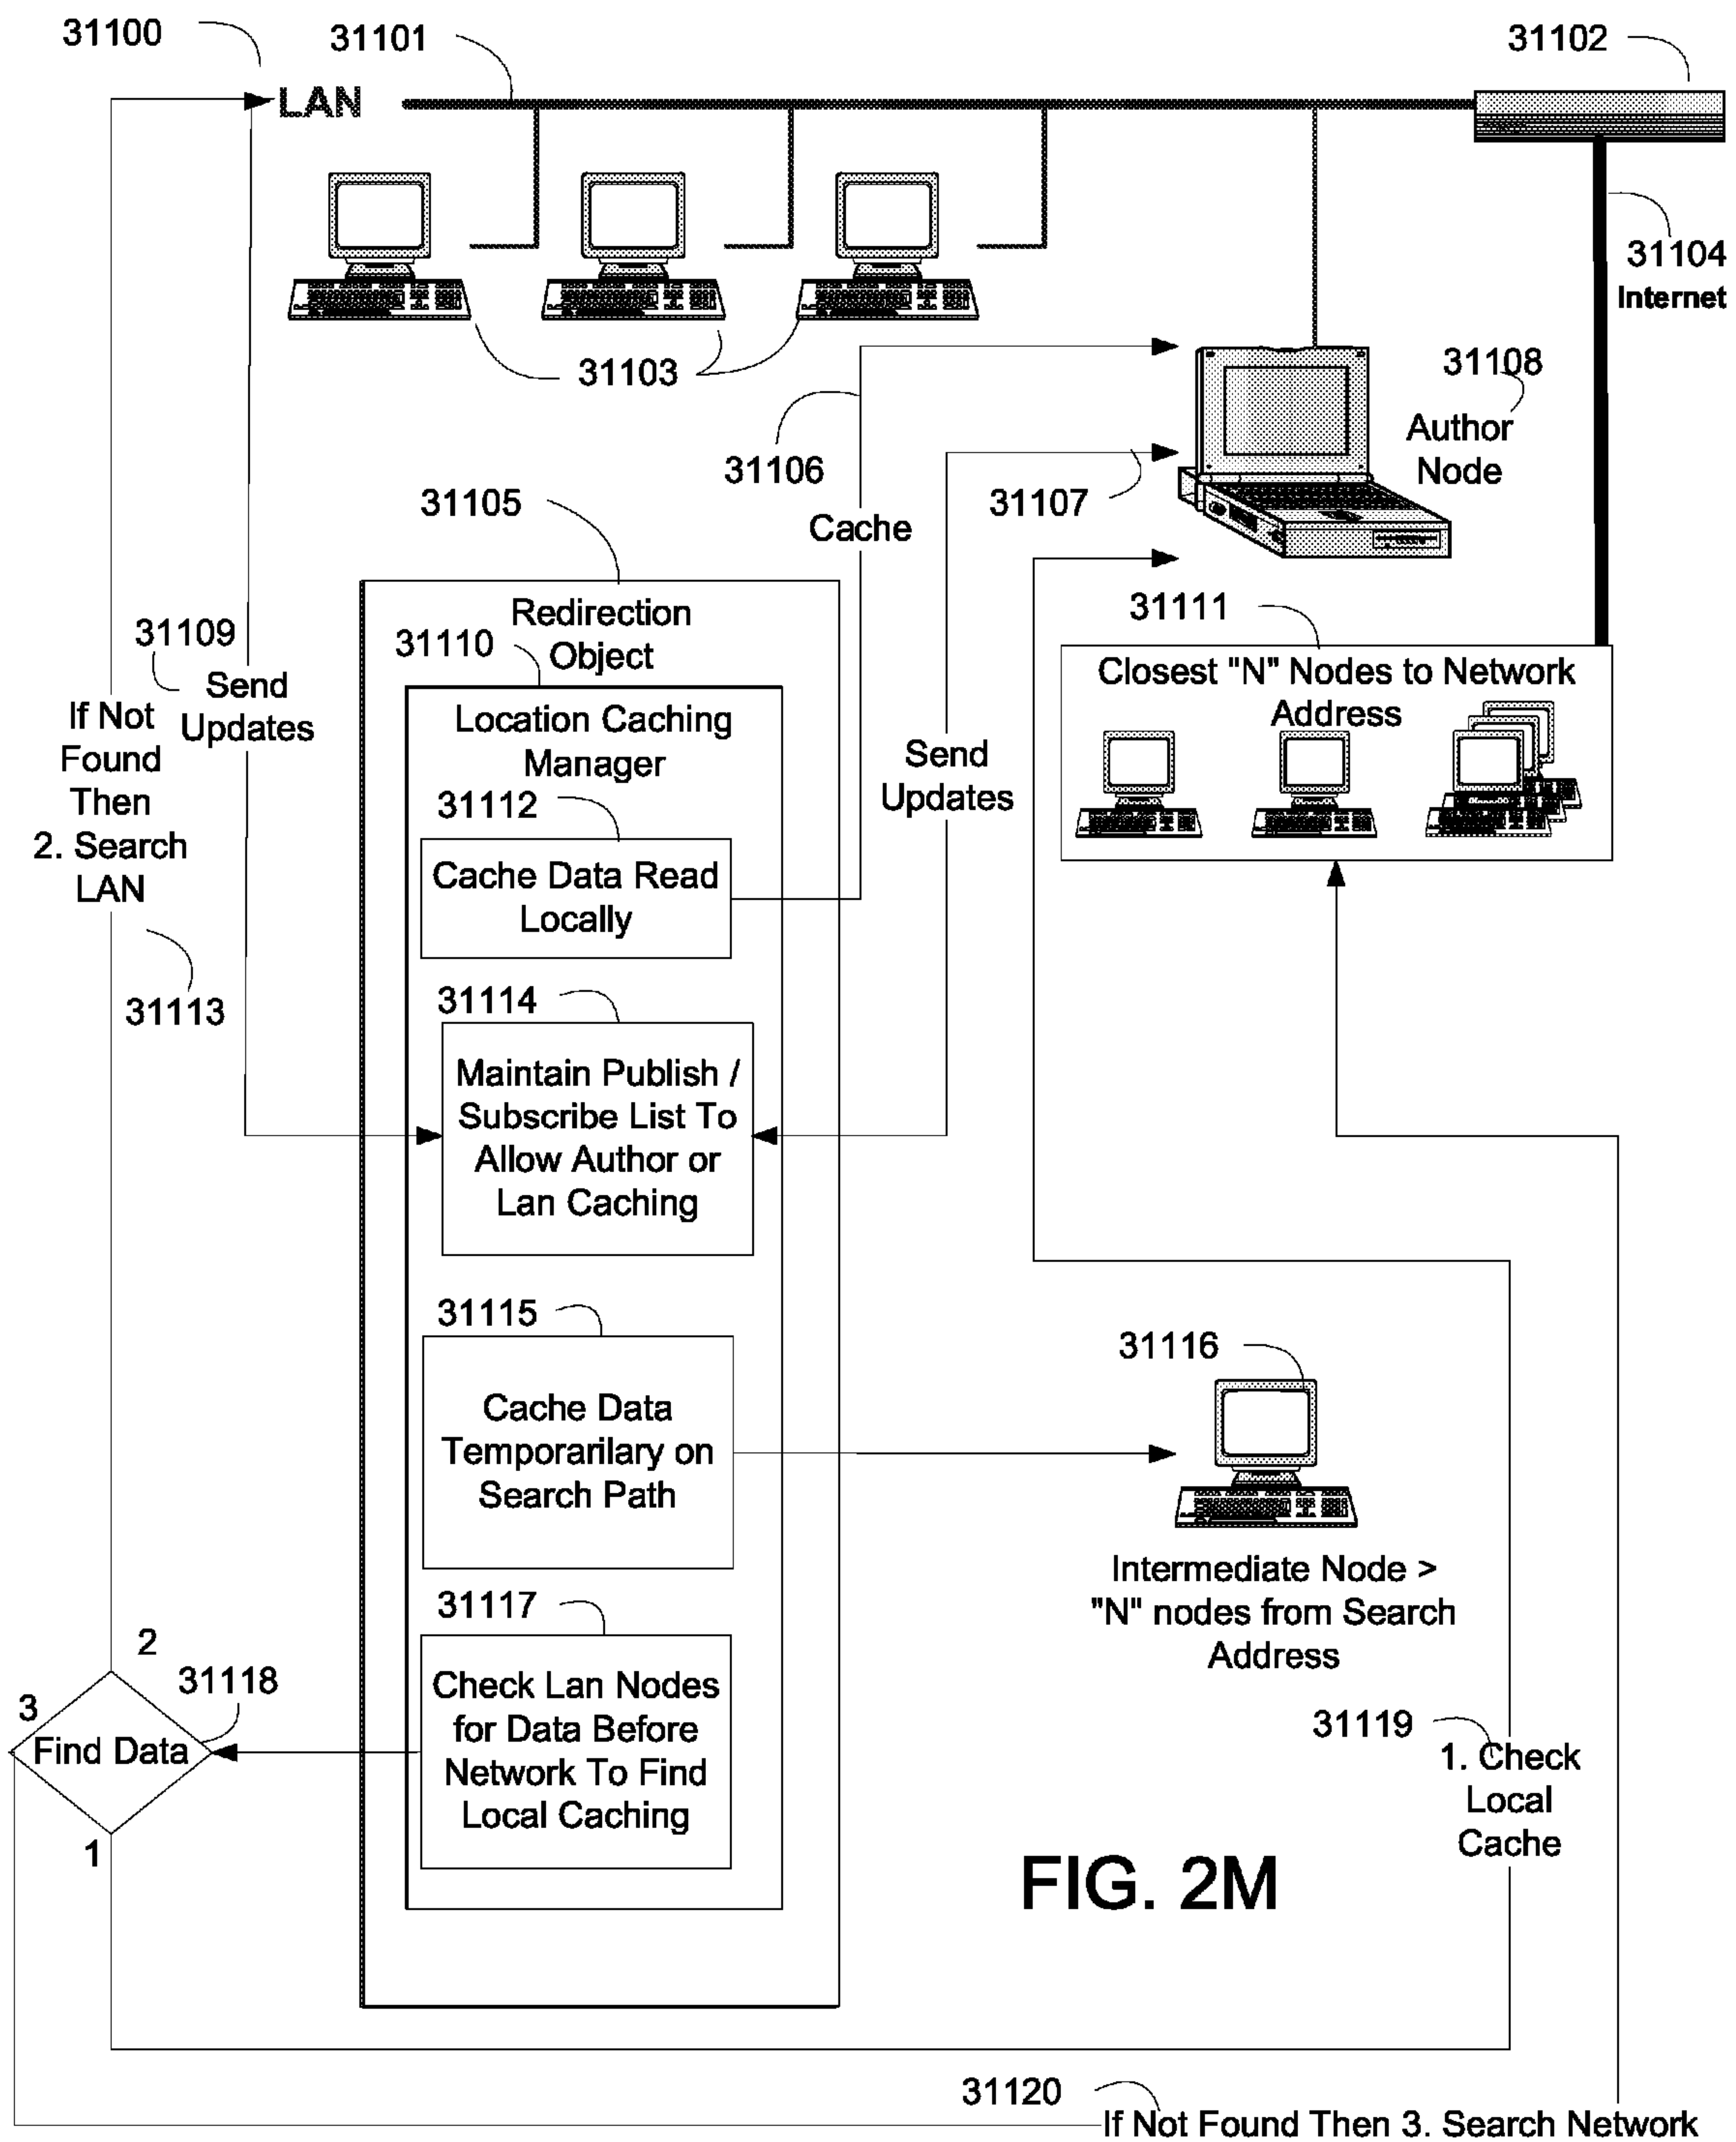 31100
31101
31102
LAN
31104
Internet
31103
31108
Author
Node
31106
31107
Cache
31105
Redirection
Object
31109
Send
Updates
31110
31111
Closest "N" Nodes to Network
Address
If Not
Found
Then
2. Search
LAN
Location Caching
Manager
Send
Updates
31112
Cache Data Read
Locally
31113
31114
Maintain Publish /
Subscribe List To
Allow Author or
Lan Caching
31115
Cache Data
Temporarilary on
Search Path
31116
Intermediate Node >
"N" nodes from Search
Address
31117
Check Lan Nodes
for Data Before
Network To Find
Local Caching
2
31118
3
Find Data
1
31119
1. Check
Local
Cache
FIG. 2M
31120
If Not Found Then 3. Search Network